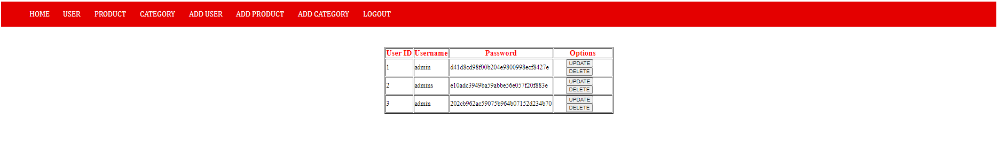 HOME USER PRODUCT CATEGORY ADD USER ADD PRODUCT ADD CATEGORY LOGOUT
User ID Username Password Options
1 admin d41d8cd98f00b204e9800998ecf8427e UPDATE
DELETE
2 admins e10adc3949ba59abbe56e057f20f883e UPDATE
DELETE
3 admin 202cb962ac59075b964b07152d234b70 UPDATE
DELETE